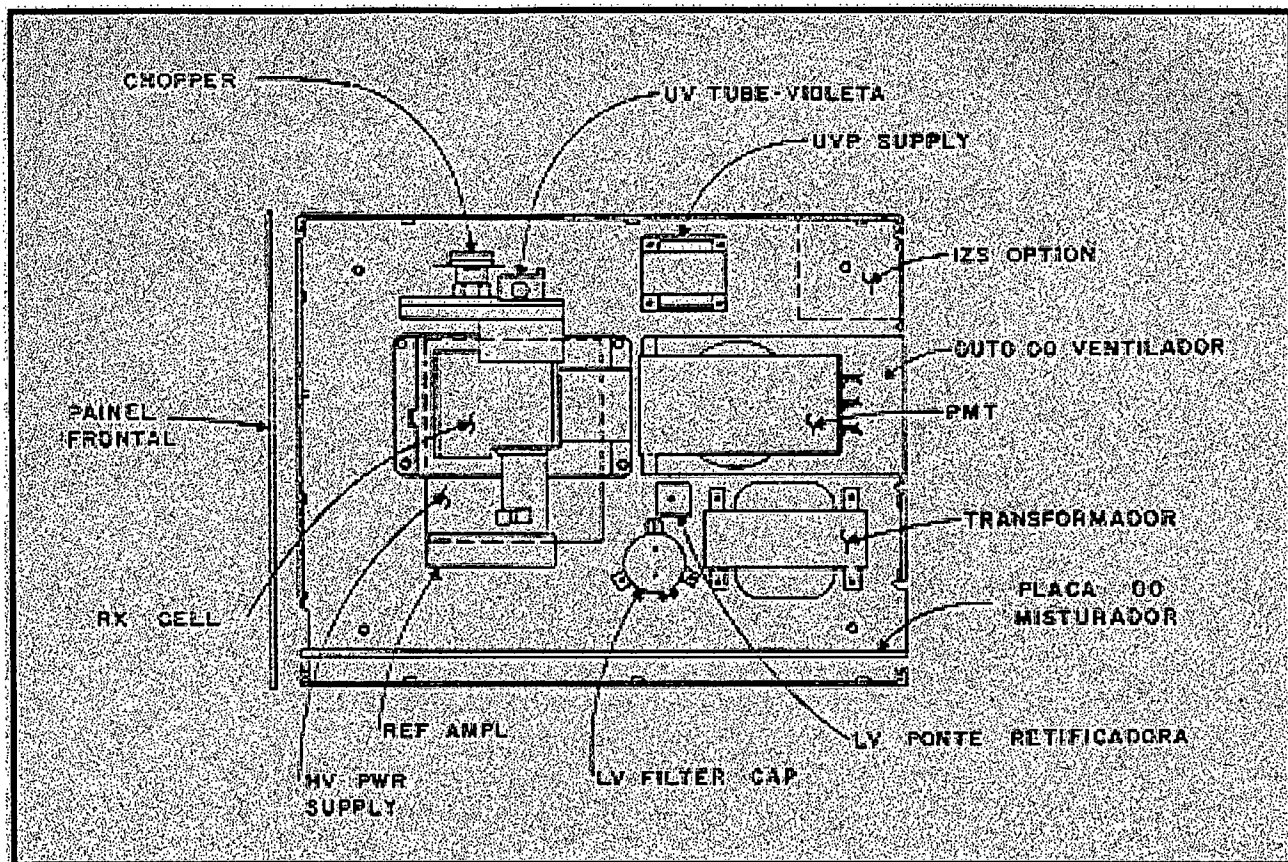 CHOPPER
UV TUBE-VIOLETA
UVP SUPPLY
IZS OPTION
DUTO DO VENTILADOR
PAINEL
FRONTAL
PMT
TRANSFORMADOR
PLACA DO
MISTURADOR
RX CELL
REF AMPL
LV PONTE RETIFICADORA
HV PWR
SUPPLY
LV FILTER CAP